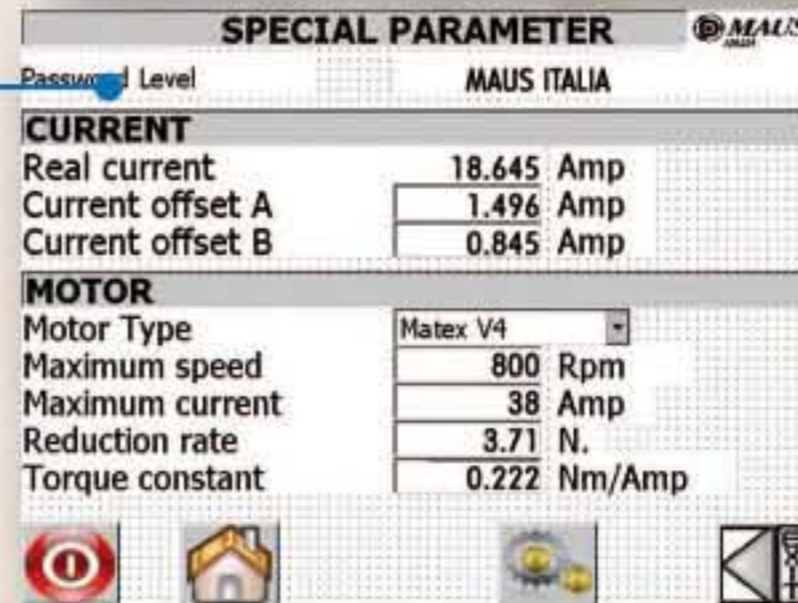 SPECIAL PARAMETER MAUS
Password Level MAUS ITALIA
CURRENT
Real current 18.645 Amp
Current offset A 1.496 Amp
Current offset B 0.845 Amp
MOTOR
Motor Type Matex V4
Maximum speed 800 Rpm
Maximum current 38 Amp
Reduction rate 3.71 N.
Torque constant 0.222 Nm/Amp